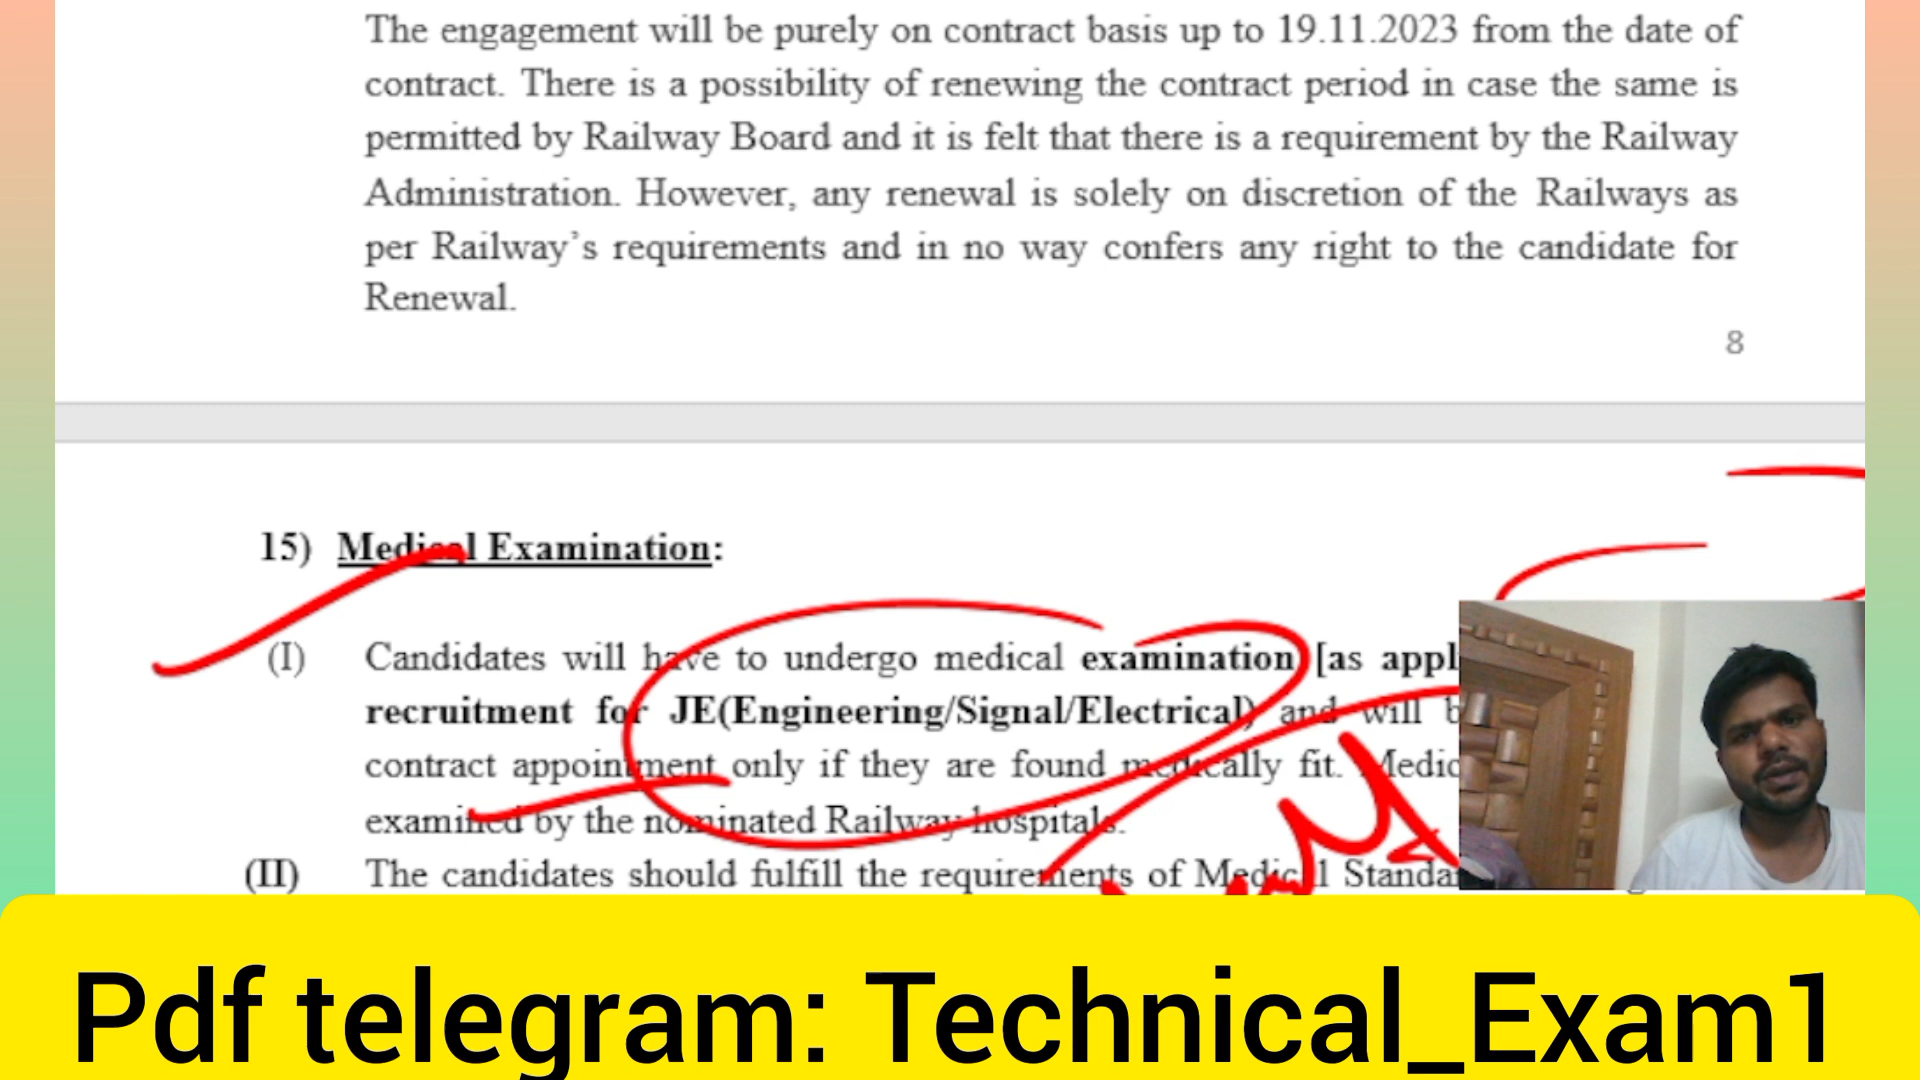 The engagement will be purely on contract basis up to 19.11.2023 from the date of
contract. There is a possibility of renewing the contract period in case the same is
permitted by Railway Board and it is felt that there is a requirement by the Railway
Administration. However, any renewal is solely on discretion of the Railways as
per Railway’s requirements and in no way confers any right to the candidate for
Renewal.
8
15) Medical Examination:
(I) Candidates will have to undergo medical examination [as appl
recruitment for JE(Engineering/Signal/Electrical) and will b
contract appointment only if they are found medically fit. Medic
examined by the nominated Railway hospitals.
(II) The candidates should fulfill the requirements of Medical Standa
Pdf telegram: Technical_Exam1